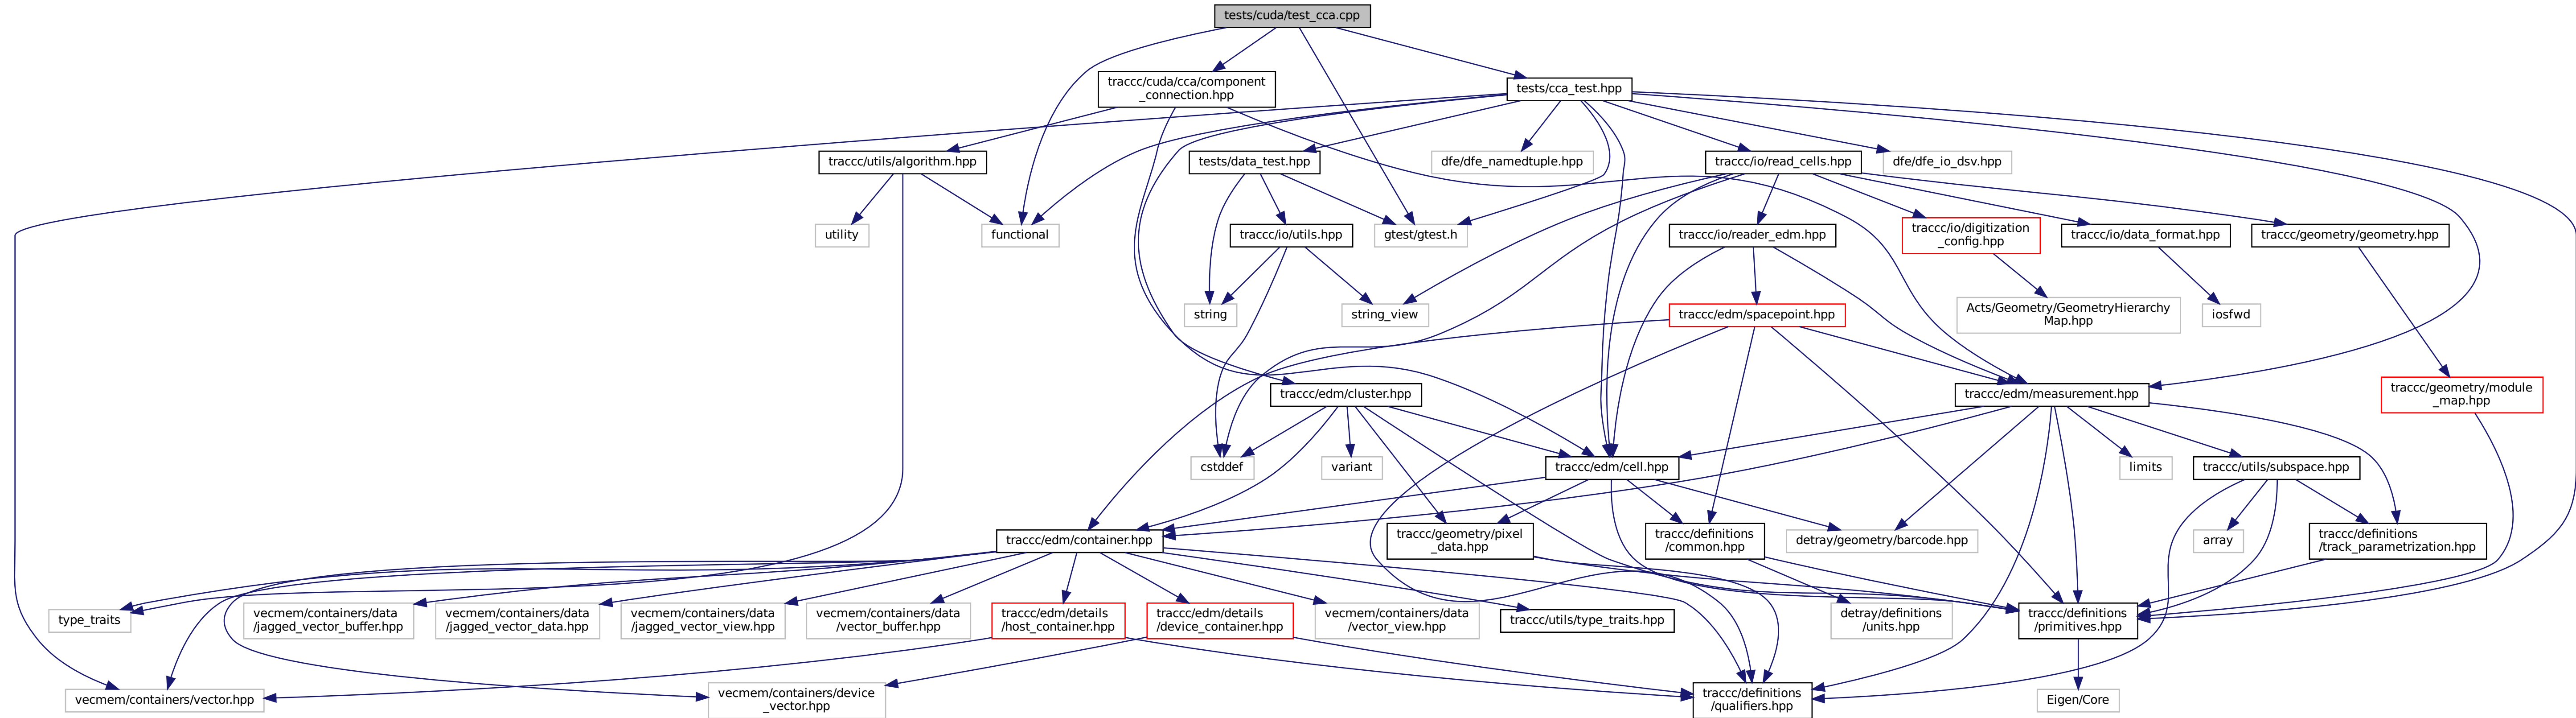 tests/cuda/test_cca.cpp
traccc/cuda/cca/component
_connection.hpp
tests/cca_test.hpp
traccc/utils/algorithm.hpp
tests/data_test.hpp
dfe/dfe_namedtuple.hpp
traccc/io/read_cells.hpp
dfe/dfe_io_dsv.hpp
utility
functional
traccc/io/utils.hpp
gtest/gtest.h
traccc/io/reader_edm.hpp
traccc/io/digitization
_config.hpp
traccc/io/data_format.hpp
traccc/geometry/geometry.hpp
string
string_view
traccc/edm/spacepoint.hpp
Acts/Geometry/GeometryHierarchy
Map.hpp
iosfwd
traccc/edm/cluster.hpp
traccc/edm/measurement.hpp
traccc/geometry/module
_map.hpp
cstddef
variant
traccc/edm/cell.hpp
limits
traccc/utils/subspace.hpp
traccc/edm/container.hpp
traccc/geometry/pixel
_data.hpp
traccc/definitions
/common.hpp
detray/geometry/barcode.hpp
array
traccc/definitions
/track_parametrization.hpp
type_traits
vecmem/containers/data
/jagged_vector_buffer.hpp
vecmem/containers/data
/jagged_vector_data.hpp
vecmem/containers/data
/jagged_vector_view.hpp
vecmem/containers/data
/vector_buffer.hpp
traccc/edm/details
/host_container.hpp
traccc/edm/details
/device_container.hpp
vecmem/containers/data
/vector_view.hpp
traccc/utils/type_traits.hpp
detray/definitions
/units.hpp
traccc/definitions
/primitives.hpp
vecmem/containers/vector.hpp
vecmem/containers/device
_vector.hpp
traccc/definitions
/qualifiers.hpp
Eigen/Core